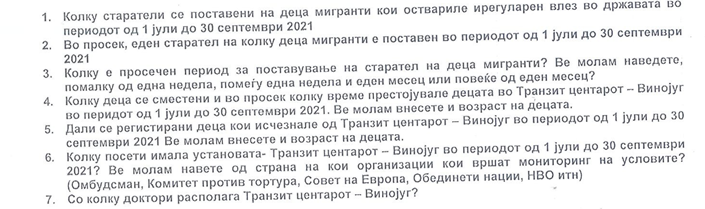 1. Колку старатели се поставени на деца мигранти кои оствариле ирегуларен влез во државата во
периодот од 1 јули до 30 септември 2021
2. Во просек, еден старател на колку деца мигранти е поставен во периодот од 1 јули до 30 септември
2021
3. Колку е просечен период за поставување на старател на деца мигранти? Ве молам наведете,
помалку од една недела, помеѓу една недела и еден месец или повеќе од еден месец?
4. Колку деца се сместени и во просек колку време престојувале децата во Транзит центарот – Винојуг
во перидот од 1 јули до 30 септември 2021. Ве молам внесете и возраст на децата.
5. Дали се регистирани деца кои исчезнале од Транзит центарот – Винојуг во периодот од 1 јули до 30
септември 2021 Ве молам внесете и возраст на децата.
6. Колку посети имала установата- Транзит центарот – Винојуг во периодот од 1 јули до 30 септември
2021? Ве молам навете од страна на кои организации кои вршат мониторинг на условите?
(Омбудсман, Комитет против тортура, Совет на Европа, Обединети нации, НВО итн)
7. Со колку доктори располага Транзит центарот – Винојуг?